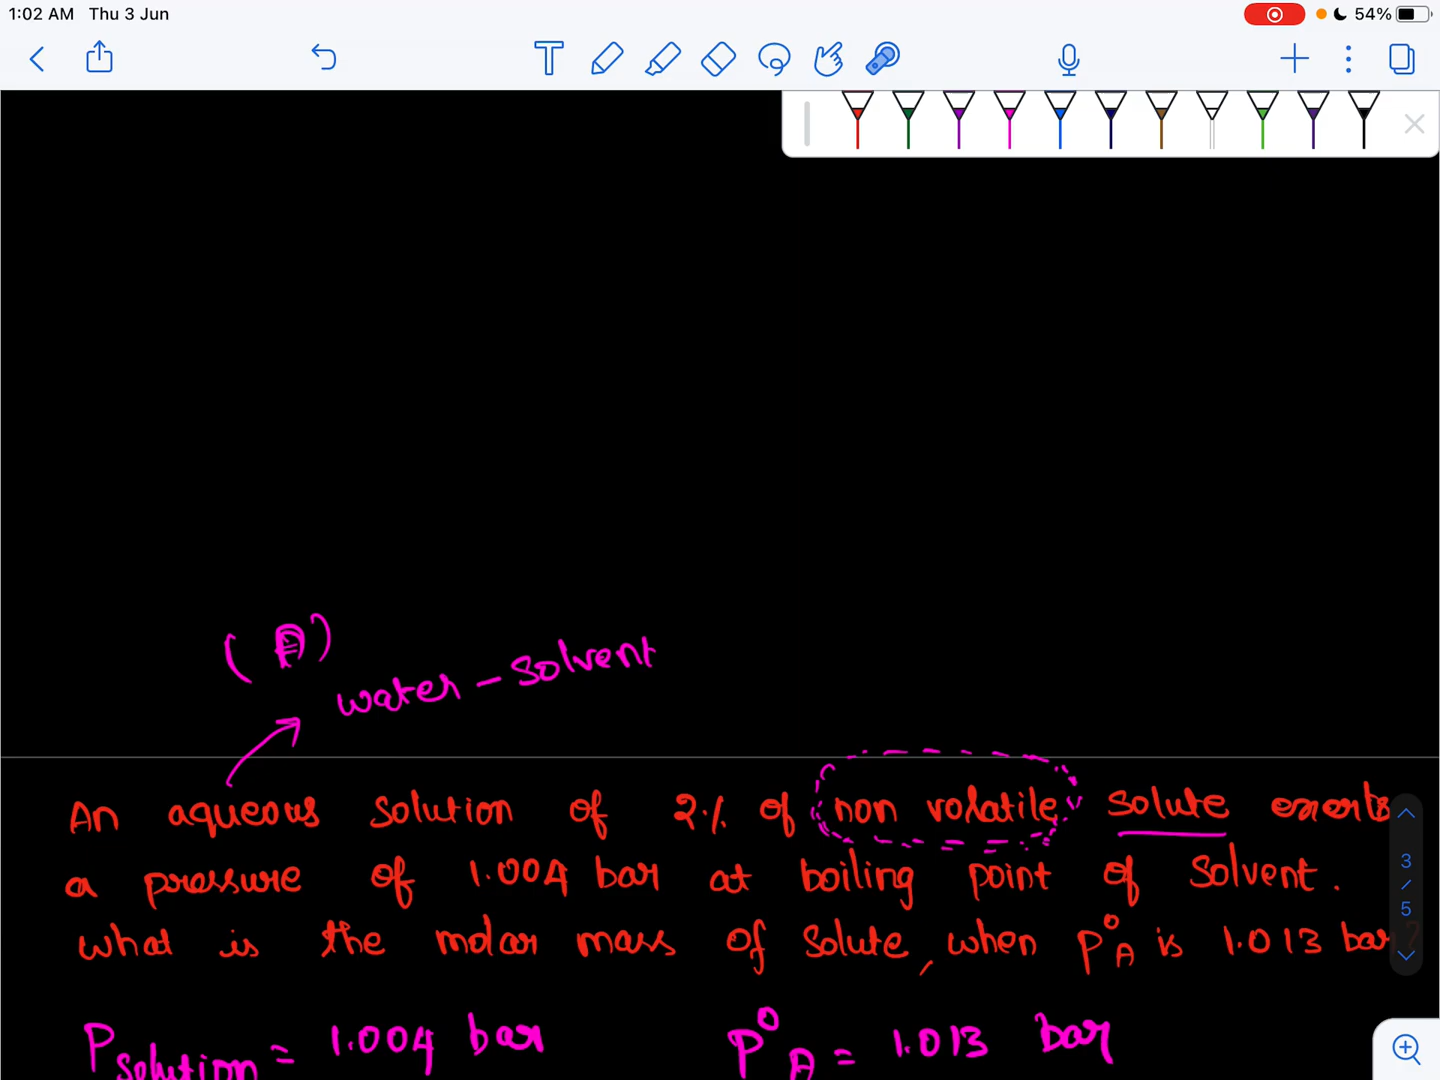 1:02 AM Thu 3 Jun 54%
T
(A)
water - solvent
An aqueous solution of 2% of non volatile solute exerts
a pressure of 1.004 bar at boiling point of solvent.
what is the molar mass of solute, when P°A is 1.013 bar?
3
/
5
Psolution = 1.004 bar P°A = 1.013 bar